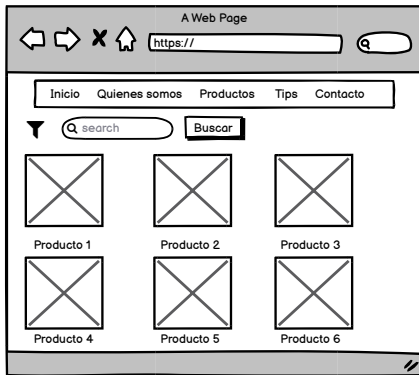 A Web Page
https://
Inicio Quienes somos Productos Tips Contacto
search Buscar
Producto 1 Producto 2 Producto 3
Producto 4 Producto 5 Producto 6